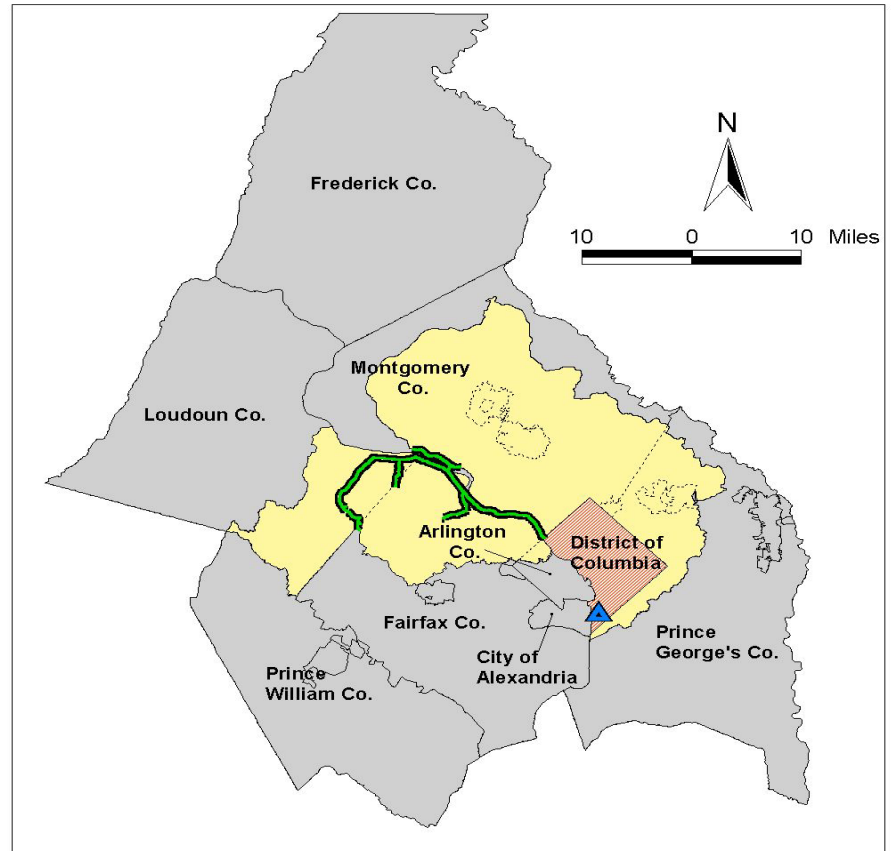 N
10 0 10 Miles
Frederick Co.
Montgomery
Co.
Loudoun Co.
Arlington
Co.
District of
Columbia
Fairfax Co.
City of
Alexandria
Prince
George's Co.
Prince
William Co.